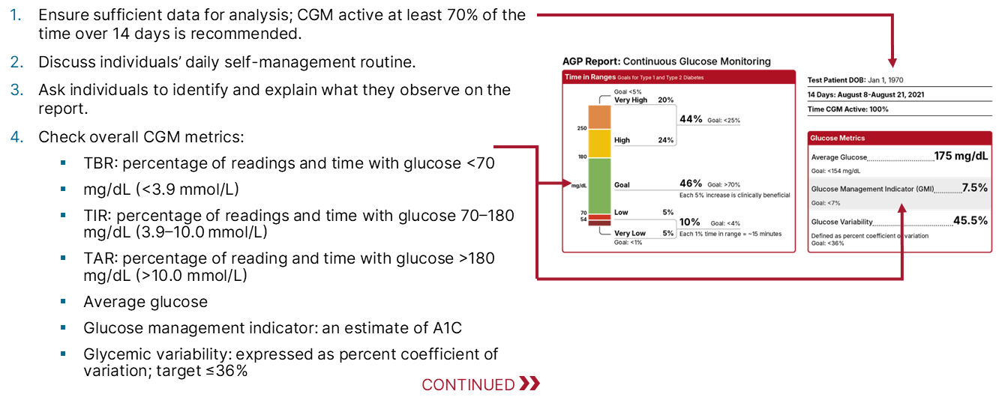 1. Ensure sufficient data for analysis; CGM active at least 70% of the
time over 14 days is recommended.
2. Discuss individuals’ daily self-management routine.
3. Ask individuals to identify and explain what they observe on the
report.
4. Check overall CGM metrics:
▪ TBR: percentage of readings and time with glucose <70
▪ mg/dL (<3.9 mmol/L)
▪ TIR: percentage of readings and time with glucose 70–180
mg/dL (3.9–10.0 mmol/L)
▪ TAR: percentage of reading and time with glucose >180
mg/dL (>10.0 mmol/L)
▪ Average glucose
▪ Glucose management indicator: an estimate of A1C
▪ Glycemic variability: expressed as percent coefficient of
variation; target ≤36%
CONTINUED
AGP Report: Continuous Glucose Monitoring
Time in Ranges Goals for Type 1 and Type 2 Diabetes
Goal <5%
Very High 20%
44% Goal: <25%
250
High 24%
180
mg/dL
Goal 46% Goal: >70%
Each 5% increase is clinically beneficial
70
Low 5%
54
10% Goal: <4%
Very Low 5% Each 1% time in range = ~15 minutes
Goal: <1%
Test Patient DOB: Jan 1, 1970
14 Days: August 8-August 21, 2021
Time CGM Active: 100%
Glucose Metrics
Average Glucose 175 mg/dL
Goal: <154 mg/dL
Glucose Management Indicator (GMI) 7.5%
Goal: <7%
Glucose Variability 45.5%
Defined as percent coefficient of variation
Goal: <36%